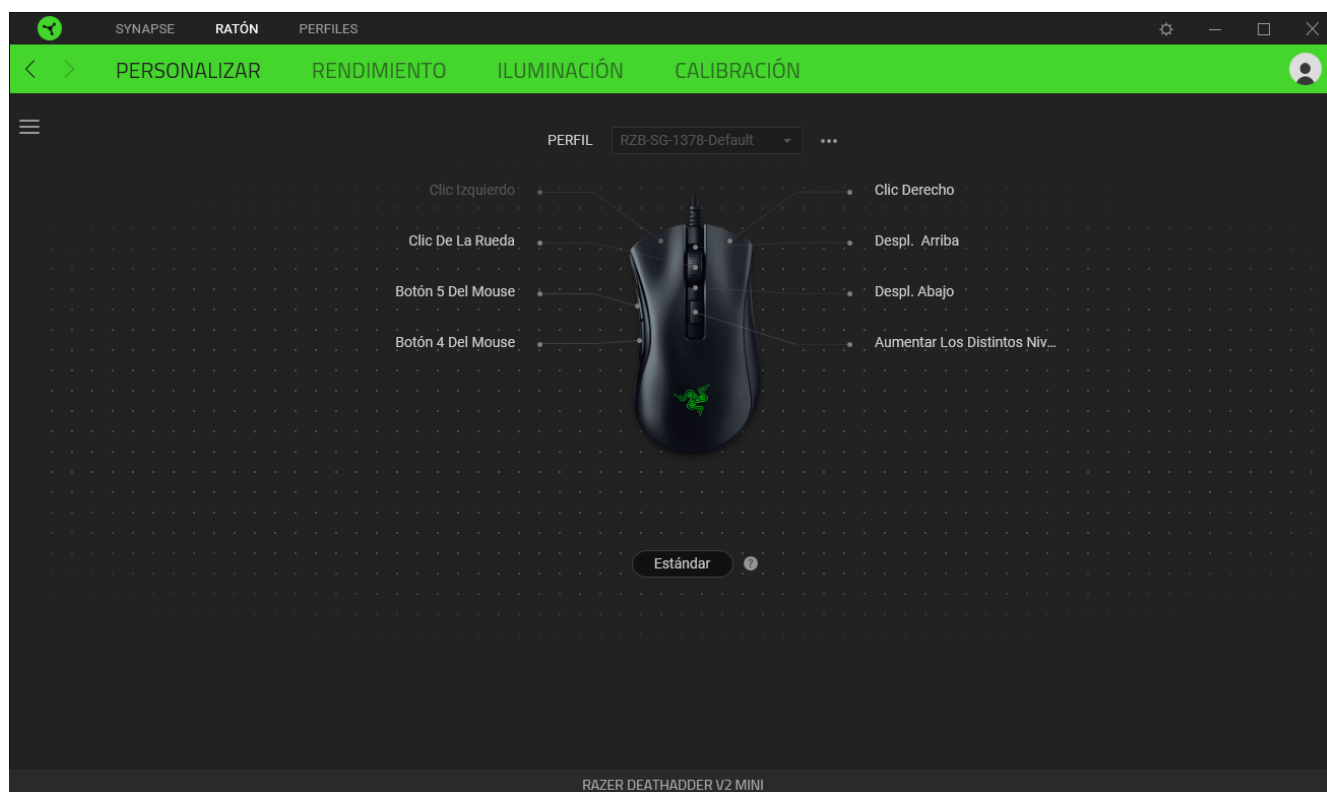 SYNAPSE RATÓN PERFILES
PERSONALIZAR RENDIMIENTO ILUMINACIÓN CALIBRACIÓN
PERFIL RZB-SG-1378-Default
Clic Izquierdo Clic Derecho
Clic De La Rueda Despl. Arriba
Botón 5 Del Mouse Despl. Abajo
Botón 4 Del Mouse Aumentar Los Distintos Niv...
Estándar ?
RAZER DEATHADDER V2 MINI